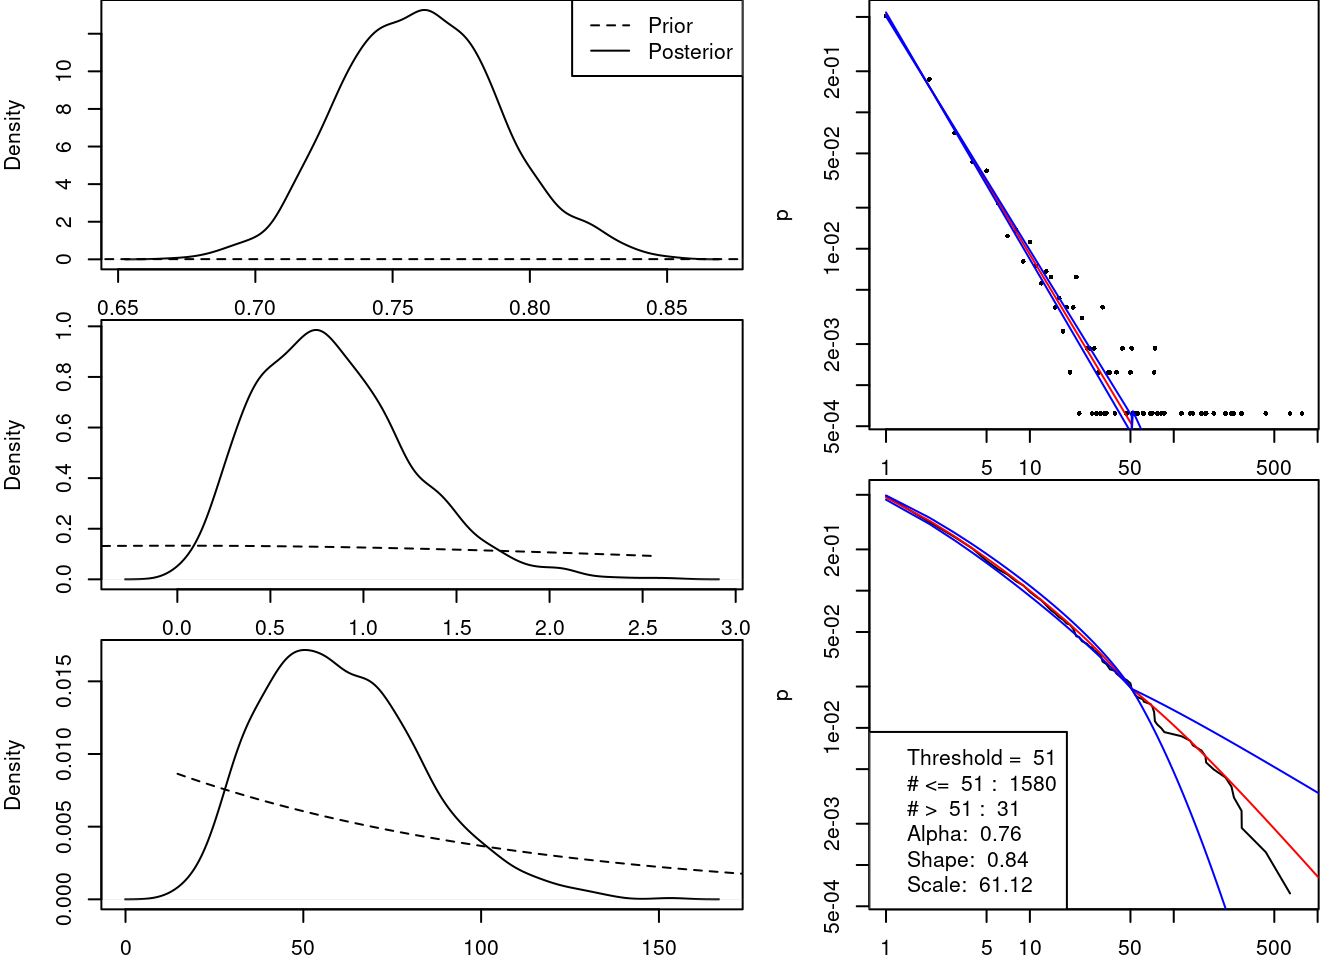 Density
0 2 4 6 8 10
Prior
Posterior
0.65 0.70 0.75 0.80 0.85
Density
0.0 0.2 0.4 0.6 0.8 1.0
0.0 0.5 1.0 1.5 2.0 2.5 3.0
Density
0.000 0.005 0.010 0.015
0 50 100 150
p
5e-04 2e-03 1e-02 5e-02 2e-01
1 5 10 50 500
p
5e-04 2e-03 1e-02 5e-02 2e-01
Threshold = 51
# <= 51 : 1580
# > 51 : 31
Alpha: 0.76
Shape: 0.84
Scale: 61.12
1 5 10 50 500